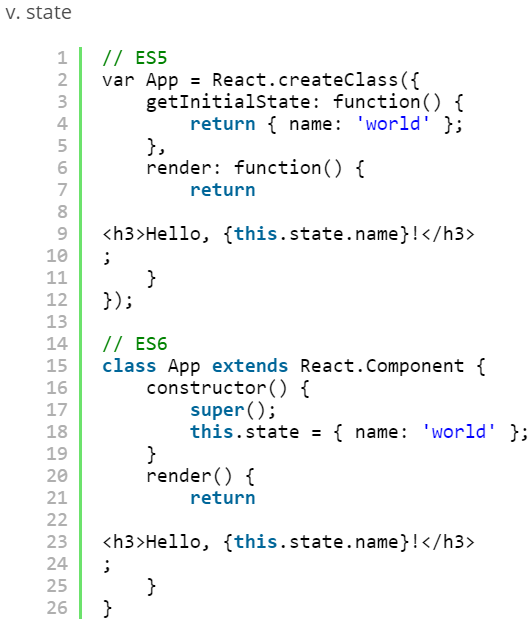 v. state
1 // ES5
2 var App = React.createClass({
3     getInitialState: function() {
4         return { name: 'world' };
5     },
6     render: function() {
7         return
8
9 <h3>Hello, {this.state.name}!</h3>
10 ;
11     }
12 });
13
14 // ES6
15 class App extends React.Component {
16     constructor() {
17         super();
18         this.state = { name: 'world' };
19     }
20     render() {
21         return
22
23 <h3>Hello, {this.state.name}!</h3>
24 ;
25     }
26 }